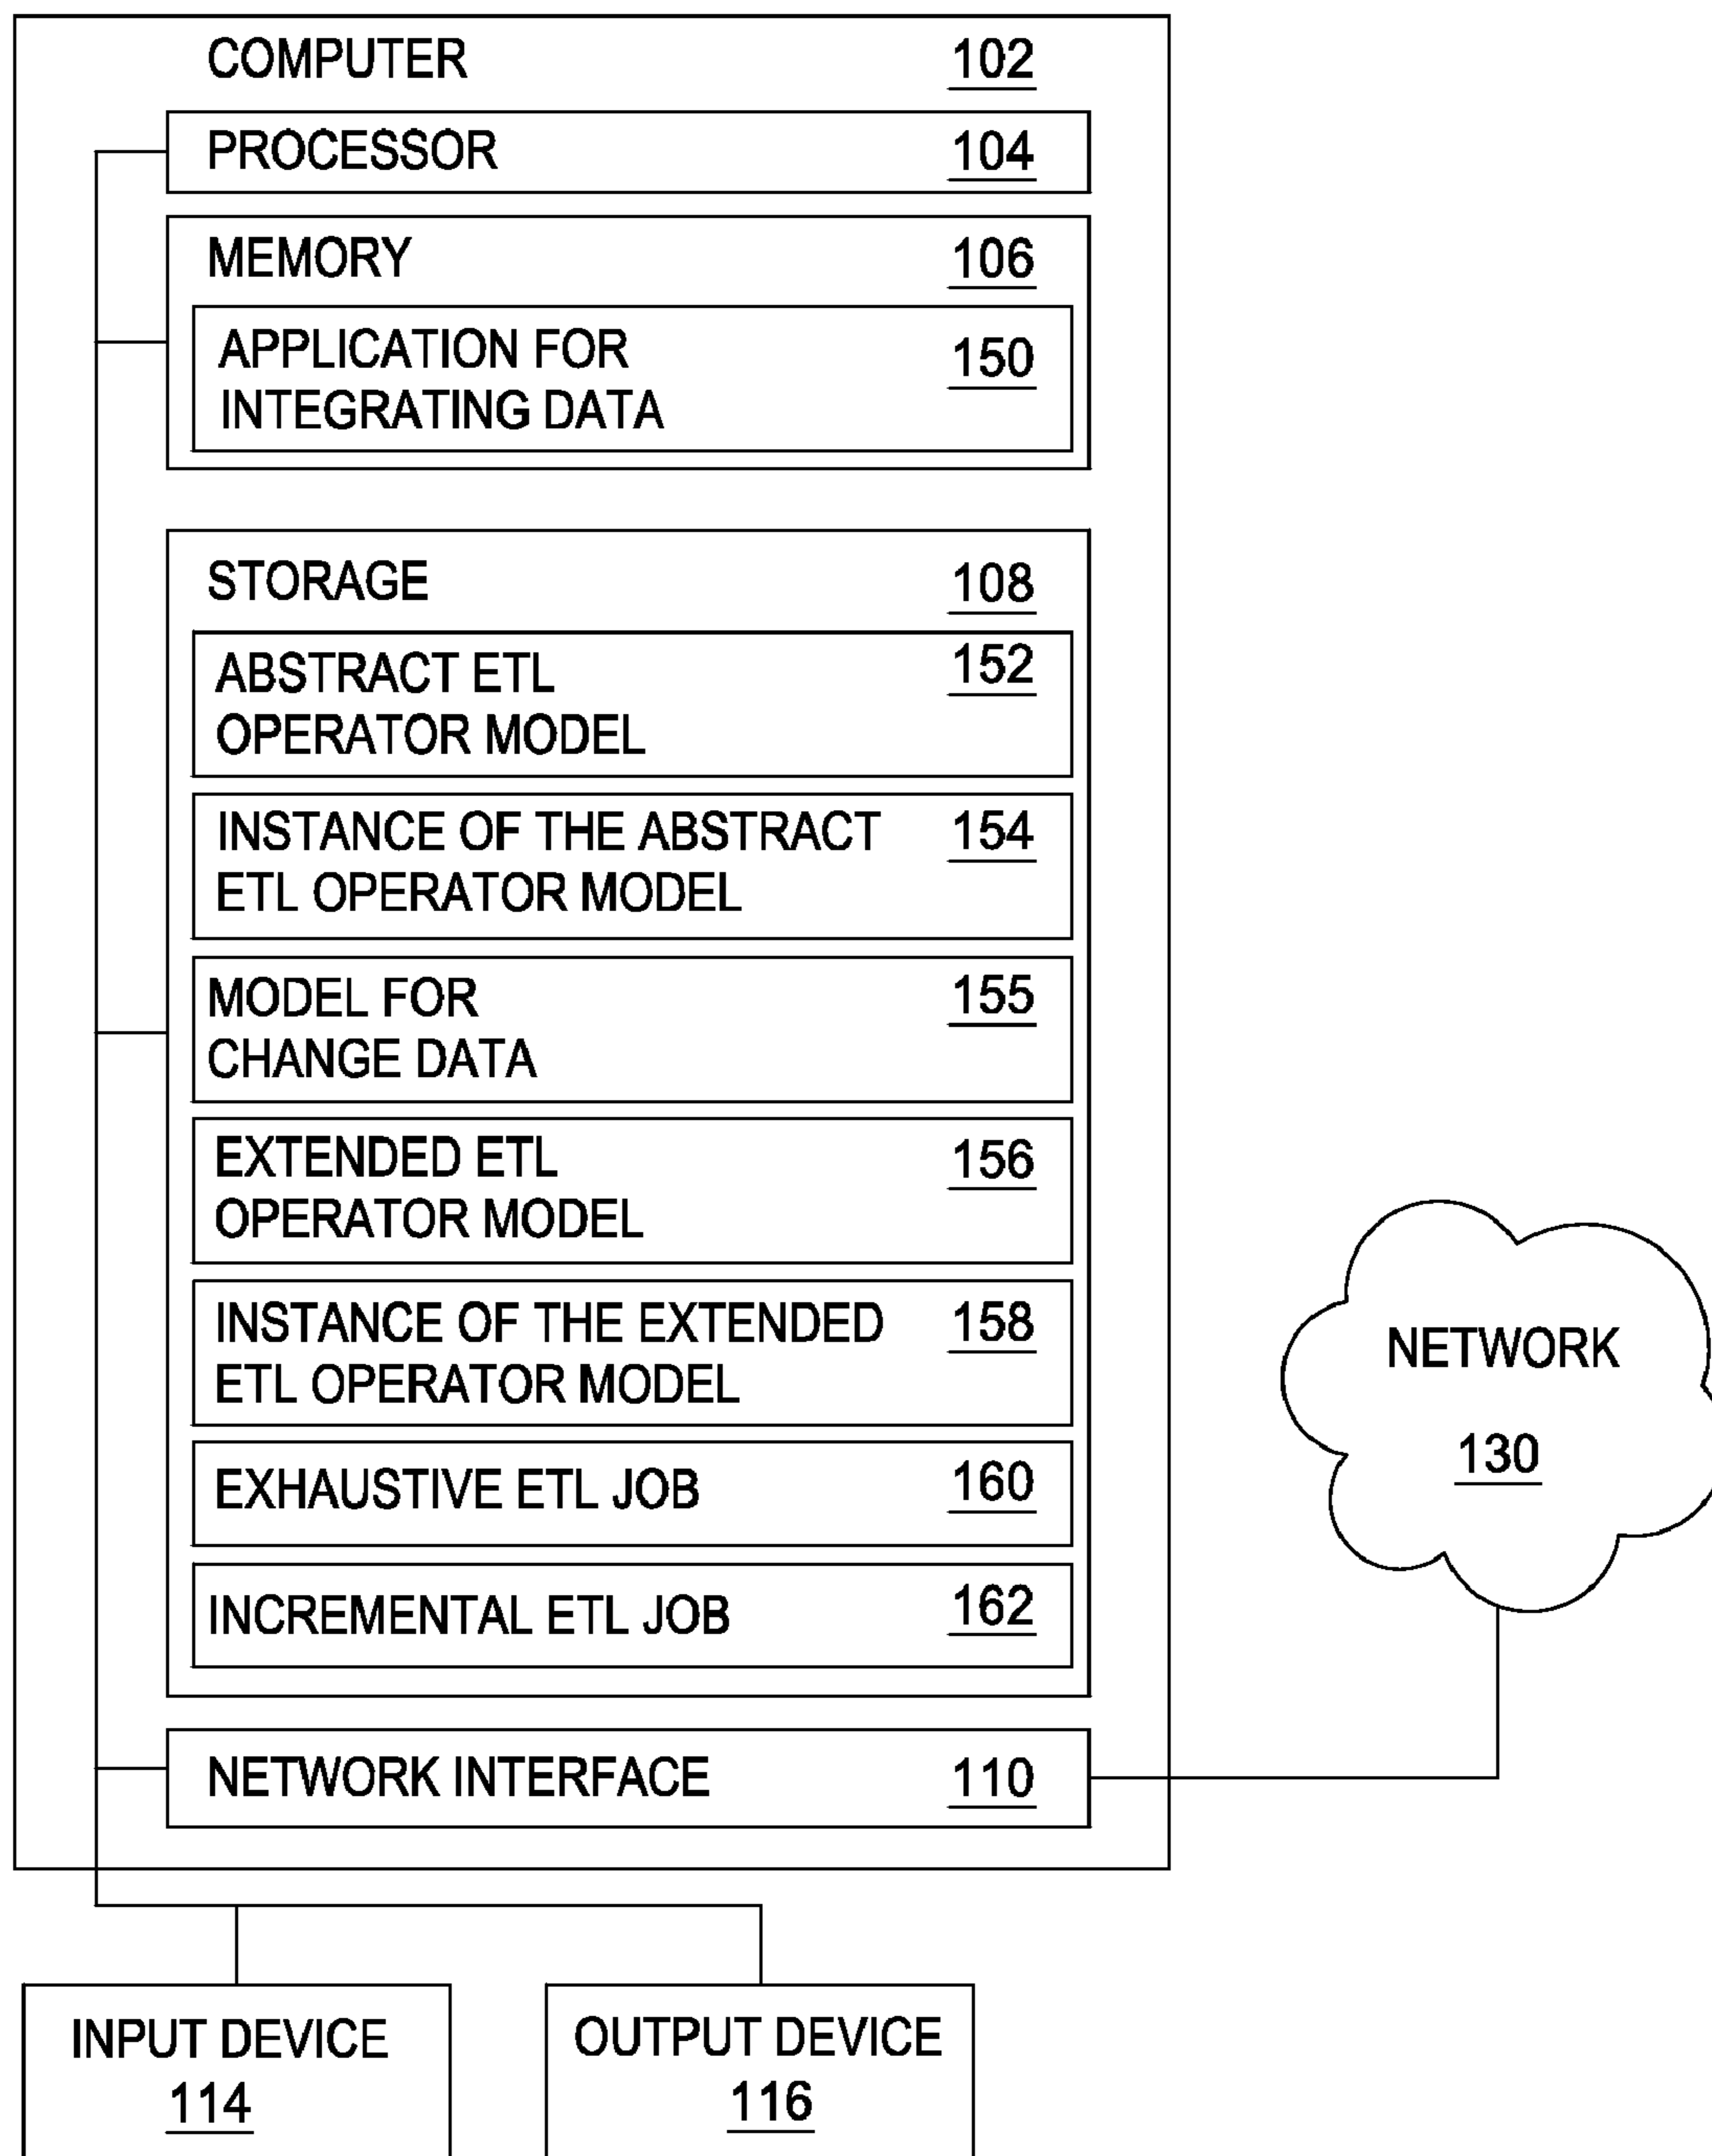 COMPUTER 102
PROCESSOR 104
MEMORY 106
APPLICATION FOR 150
INTEGRATING DATA
STORAGE 108
ABSTRACT ETL 152
OPERATOR MODEL
INSTANCE OF THE ABSTRACT 154
ETL OPERATOR MODEL
MODEL FOR 155
CHANGE DATA
EXTENDED ETL 156
OPERATOR MODEL
INSTANCE OF THE EXTENDED 158
ETL OPERATOR MODEL
EXHAUSTIVE ETL JOB 160
INCREMENTAL ETL JOB 162
NETWORK INTERFACE 110
NETWORK
130
INPUT DEVICE
114
OUTPUT DEVICE
116